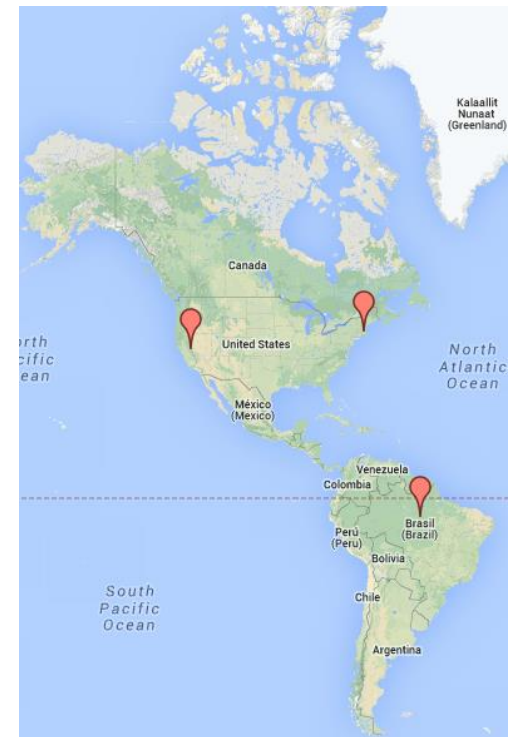 Kalaallit
Nunaat
(Greenland)
Canada
orth
cific
ean
United States
North
Atlantic
Ocean
México
(Mexico)
Venezuela
Colombia
Brasil
(Brazil)
Perú
(Peru)
Bolivia
South
Pacific
Ocean
Chile
Argentina